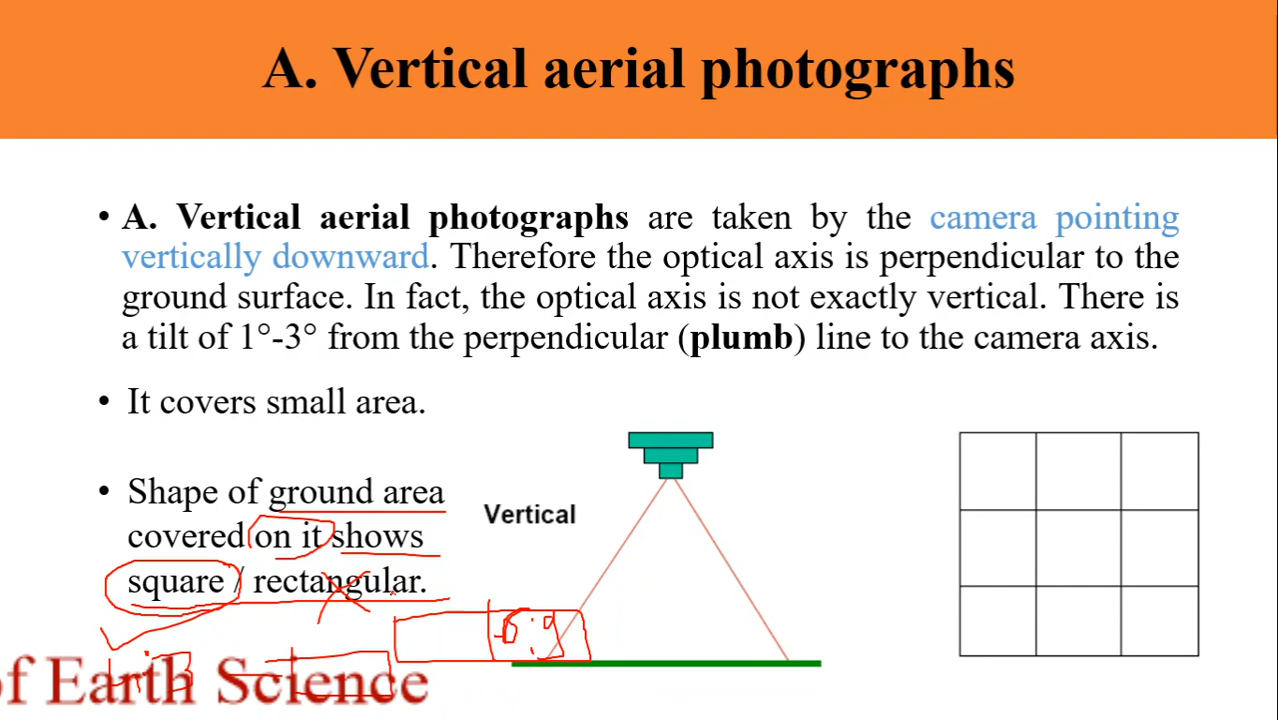 A. Vertical aerial photographs
• A. Vertical aerial photographs are taken by the camera pointing
vertically downward. Therefore the optical axis is perpendicular to the
ground surface. In fact, the optical axis is not exactly vertical. There is
a tilt of 1°-3° from the perpendicular (plumb) line to the camera axis.
• It covers small area.
• Shape of ground area
covered on it shows
square / rectangular.
Vertical
of Earth Science